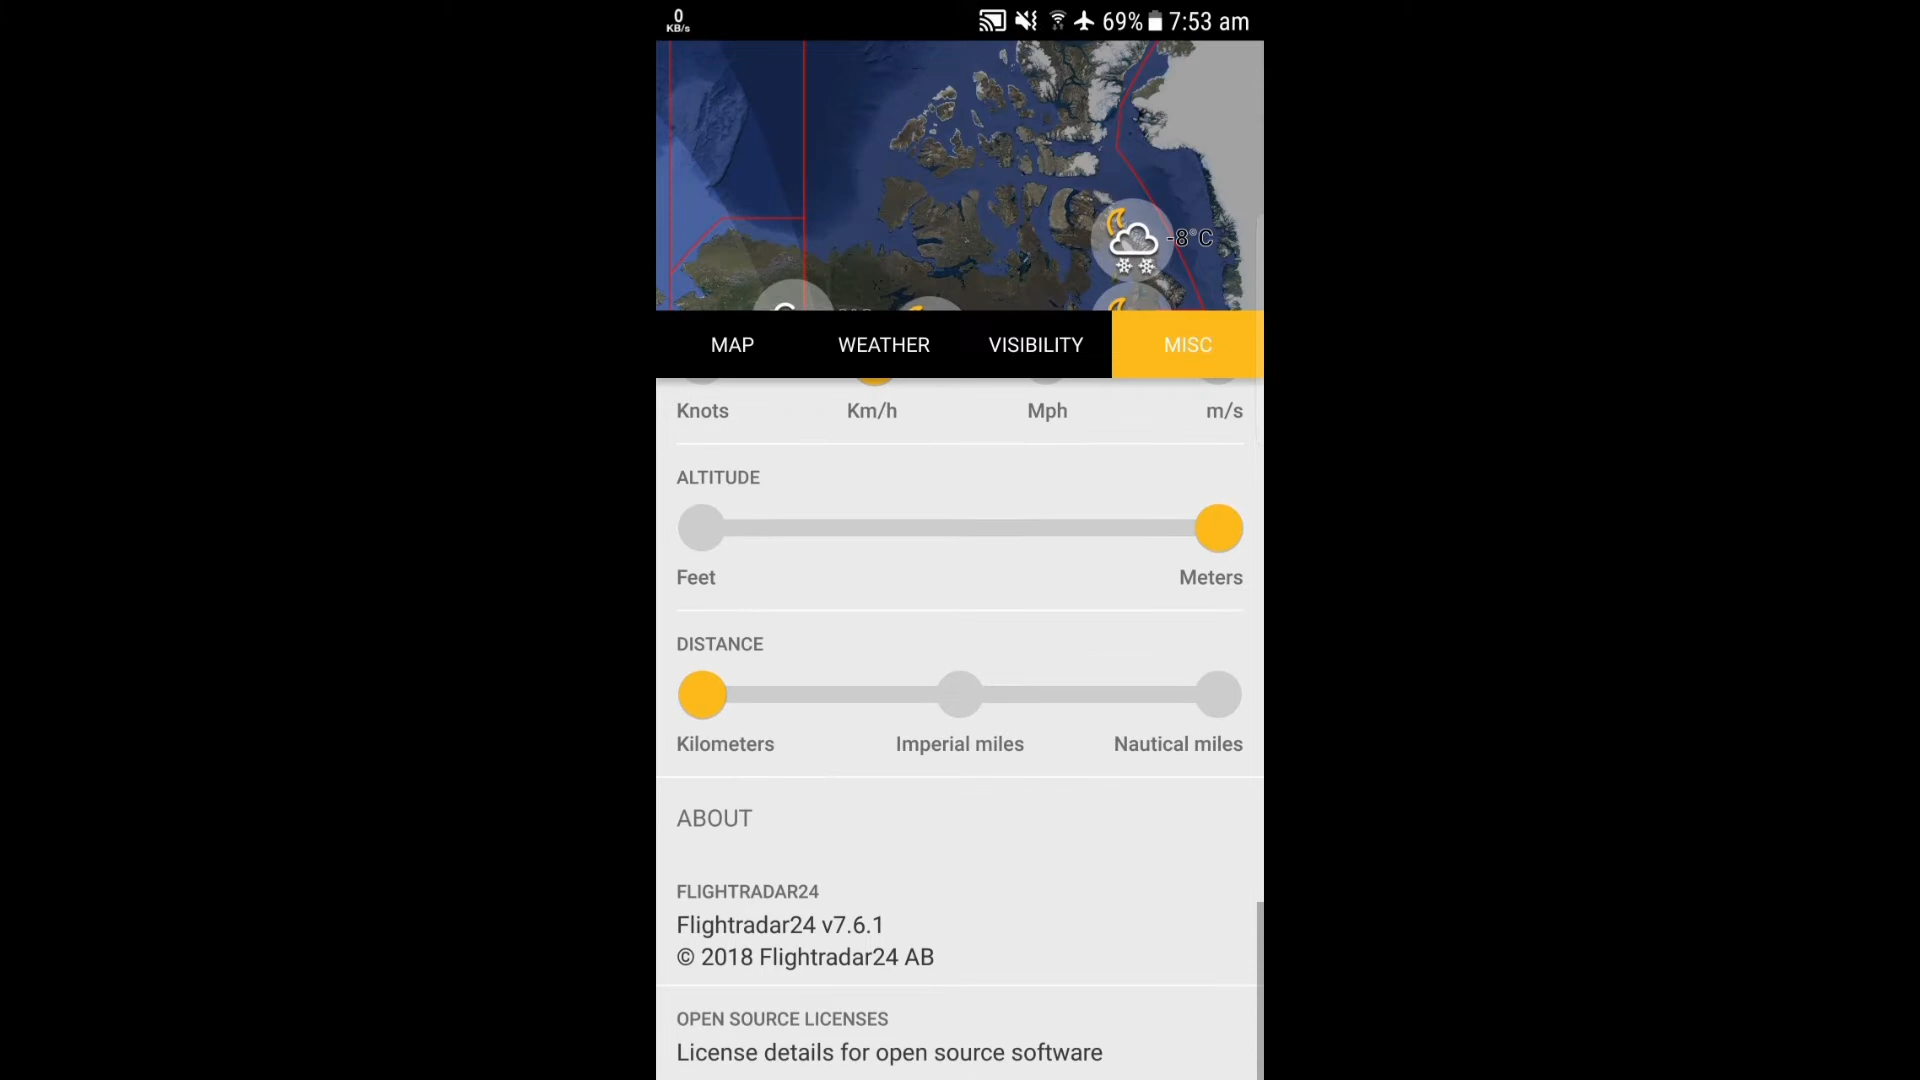 0
KB/s
69% 7:53 am
-8°C
MAP WEATHER VISIBILITY MISC
Knots Km/h Mph m/s
ALTITUDE
Feet Meters
DISTANCE
Kilometers Imperial miles Nautical miles
ABOUT
FLIGHTRADAR24
Flightradar24 v7.6.1
© 2018 Flightradar24 AB
OPEN SOURCE LICENSES
License details for open source software